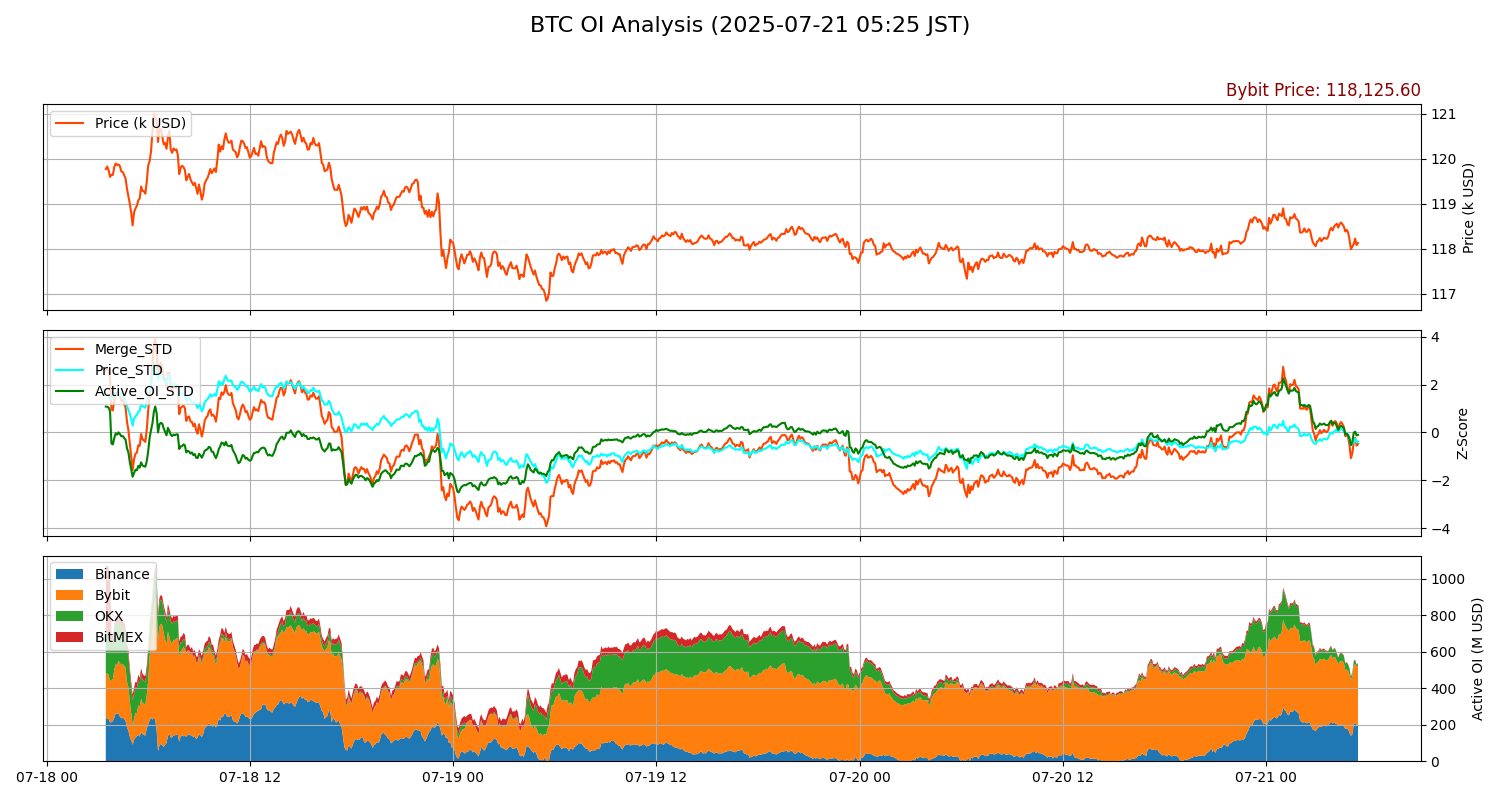 BTC OI Analysis (2025-07-21 05:25 JST)
Bybit Price: 118,125.60
Price (k USD)
121
120
119
118
117
Price (k USD)
Merge_STD
Price_STD
Active_OI_STD
4
2
0
−2
−4
Z-Score
Binance
Bybit
OKX
BitMEX
1000
800
600
400
200
0
Active OI (M USD)
07-18 00
07-18 12
07-19 00
07-19 12
07-20 00
07-20 12
07-21 00